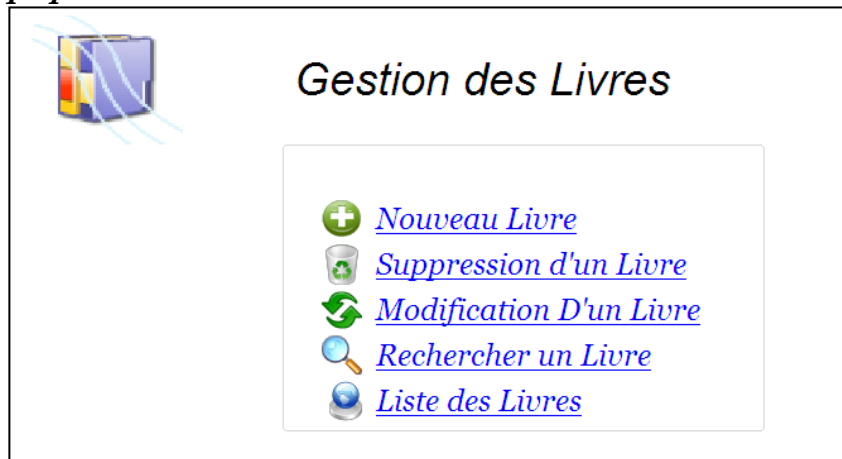 Gestion des Livres
Nouveau Livre
Suppression d'un Livre
Modification D'un Livre
Rechercher un Livre
Liste des Livres